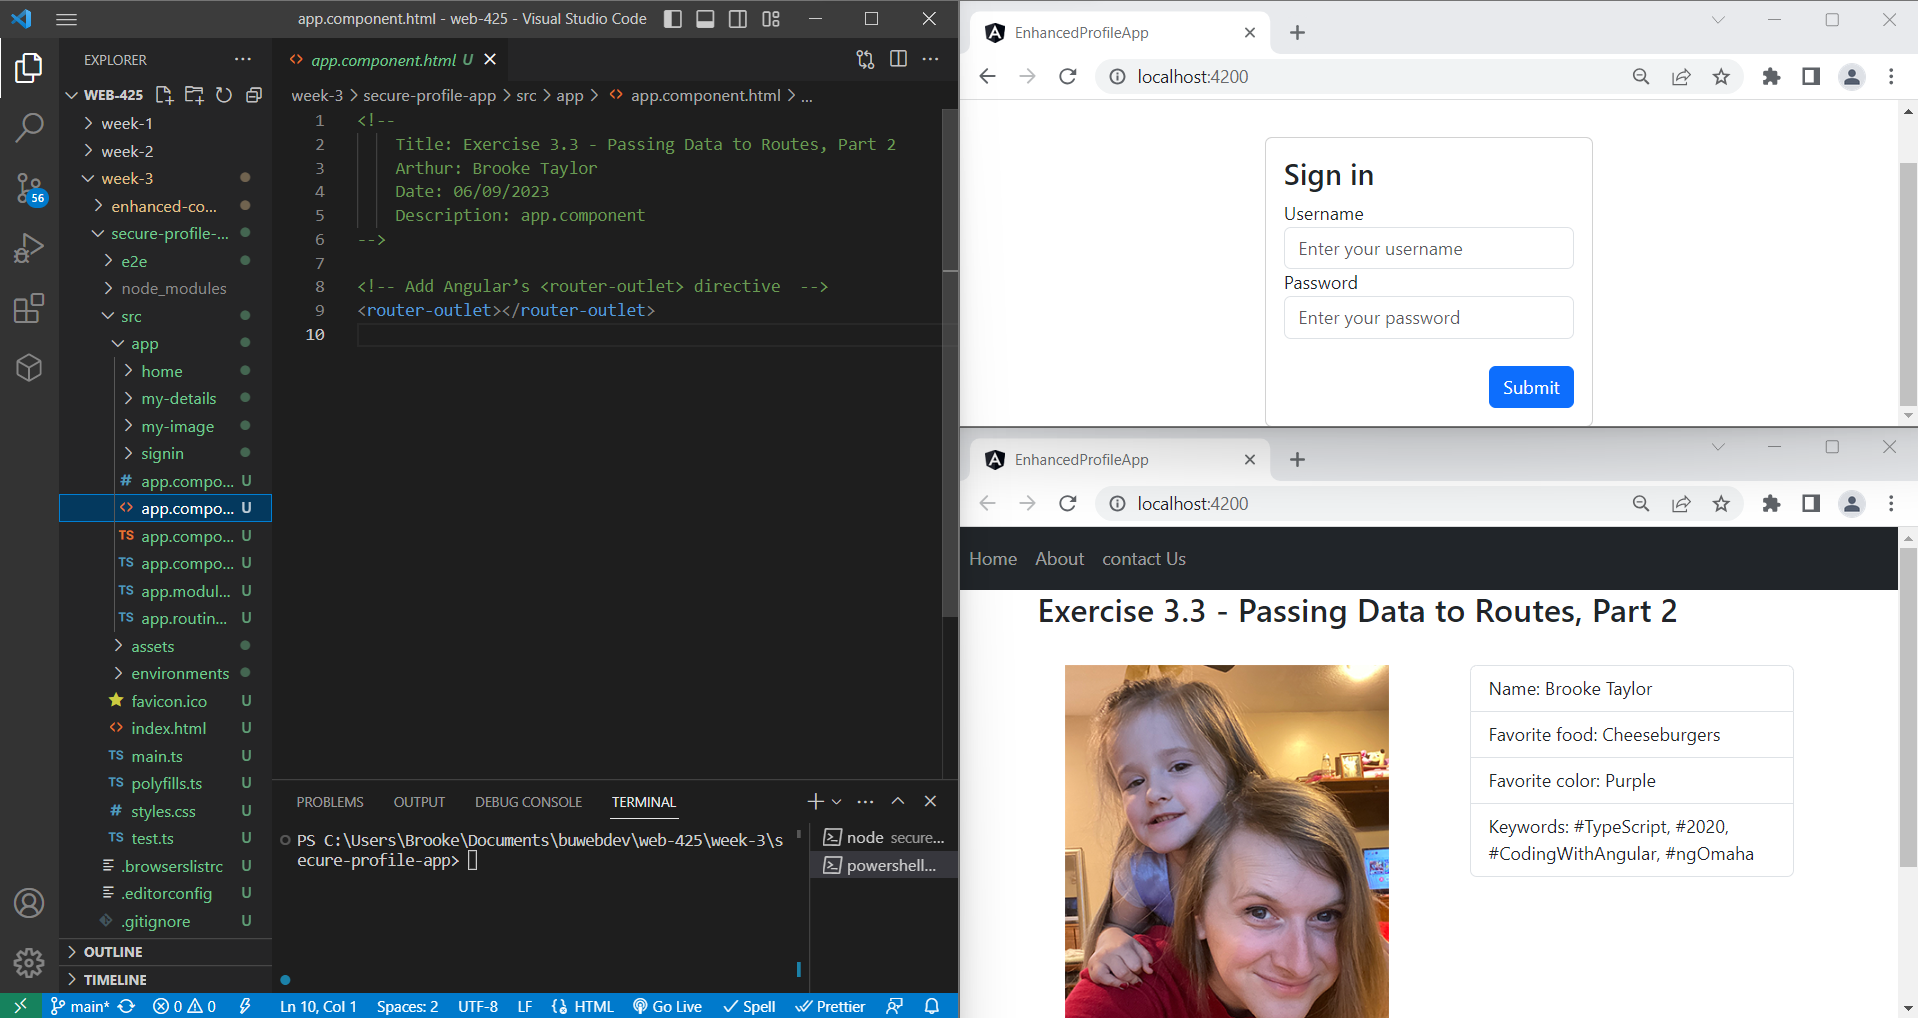 app.component.html - web-425 - Visual Studio Code
EXPLORER
WEB-425
week-1
week-2
week-3
enhanced-co...
secure-profile-...
e2e
node_modules
src
app
home
my-details
my-image
signin
# app.compo... U
<> app.compo... U
TS app.compo... U
TS app.compo... U
TS app.modul... U
TS app.routin... U
assets
environments
favicon.ico U
<> index.html U
TS main.ts U
TS polyfills.ts U
# styles.css U
TS test.ts U
.browserslistrc U
.editorconfig U
.gitignore U
OUTLINE
TIMELINE
56
<> app.component.html U
week-3 > secure-profile-app > src > app > <> app.component.html > ...
1 <!--
2 Title: Exercise 3.3 - Passing Data to Routes, Part 2
3 Arthur: Brooke Taylor
4 Date: 06/09/2023
5 Description: app.component
6 -->
7
8 <!-- Add Angular’s <router-outlet> directive  -->
9 <router-outlet></router-outlet>
10
PROBLEMS OUTPUT DEBUG CONSOLE TERMINAL
PS C:\Users\Brooke\Documents\buwebdev\web-425\week-3\s
ecure-profile-app>
node secure...
powershell...
main* 0 0 Ln 10, Col 1 Spaces: 2 UTF-8 LF HTML Go Live Spell Prettier
EnhancedProfileApp
localhost:4200
Sign in
Username
Enter your username
Password
Enter your password
Submit
EnhancedProfileApp
localhost:4200
Home About contact Us
Exercise 3.3 - Passing Data to Routes, Part 2
Name: Brooke Taylor
Favorite food: Cheeseburgers
Favorite color: Purple
Keywords: #TypeScript, #2020,
#CodingWithAngular, #ngOmaha